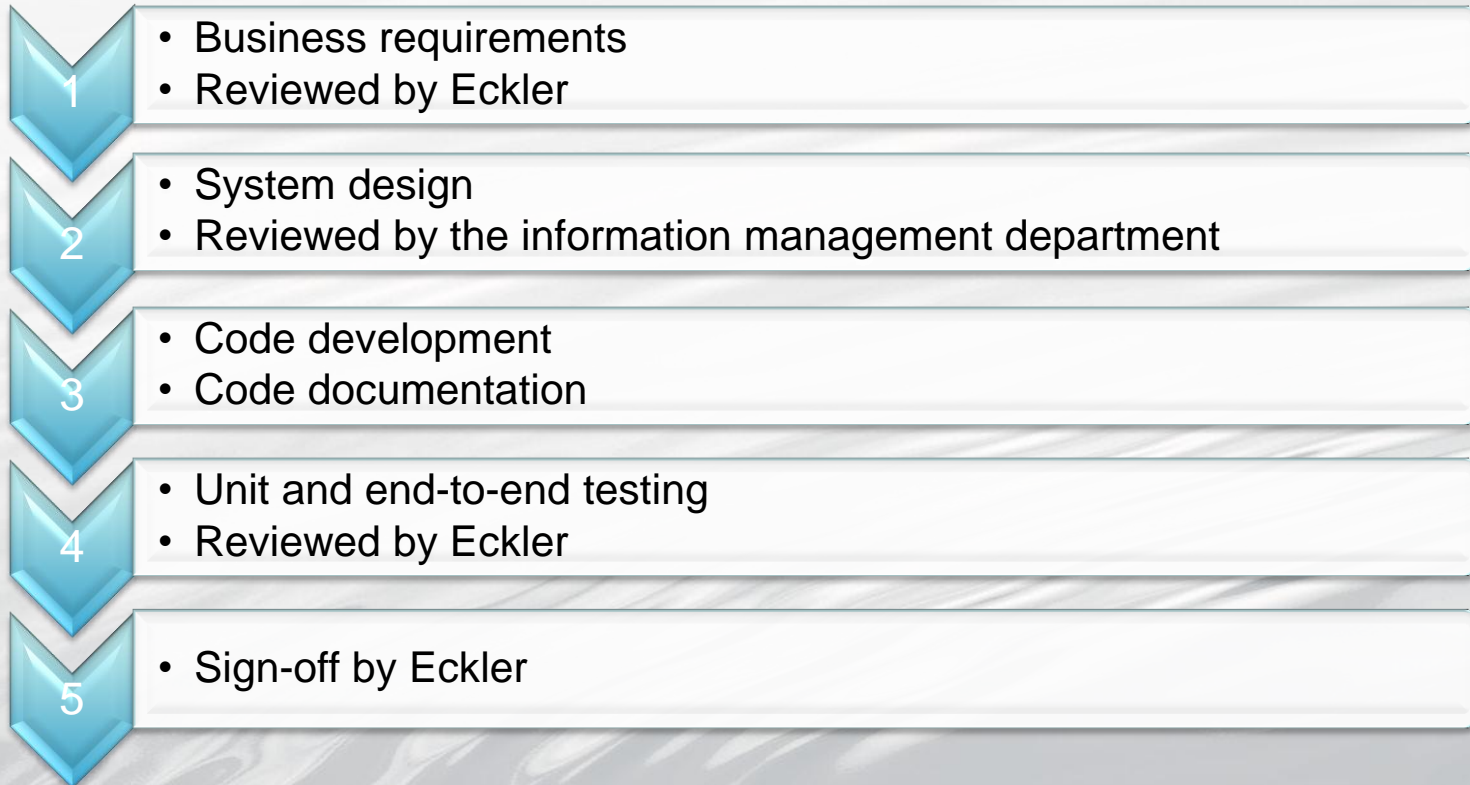 1
• Business requirements
• Reviewed by Eckler
2
• System design
• Reviewed by the information management department
3
• Code development
• Code documentation
4
• Unit and end-to-end testing
• Reviewed by Eckler
5
• Sign-off by Eckler